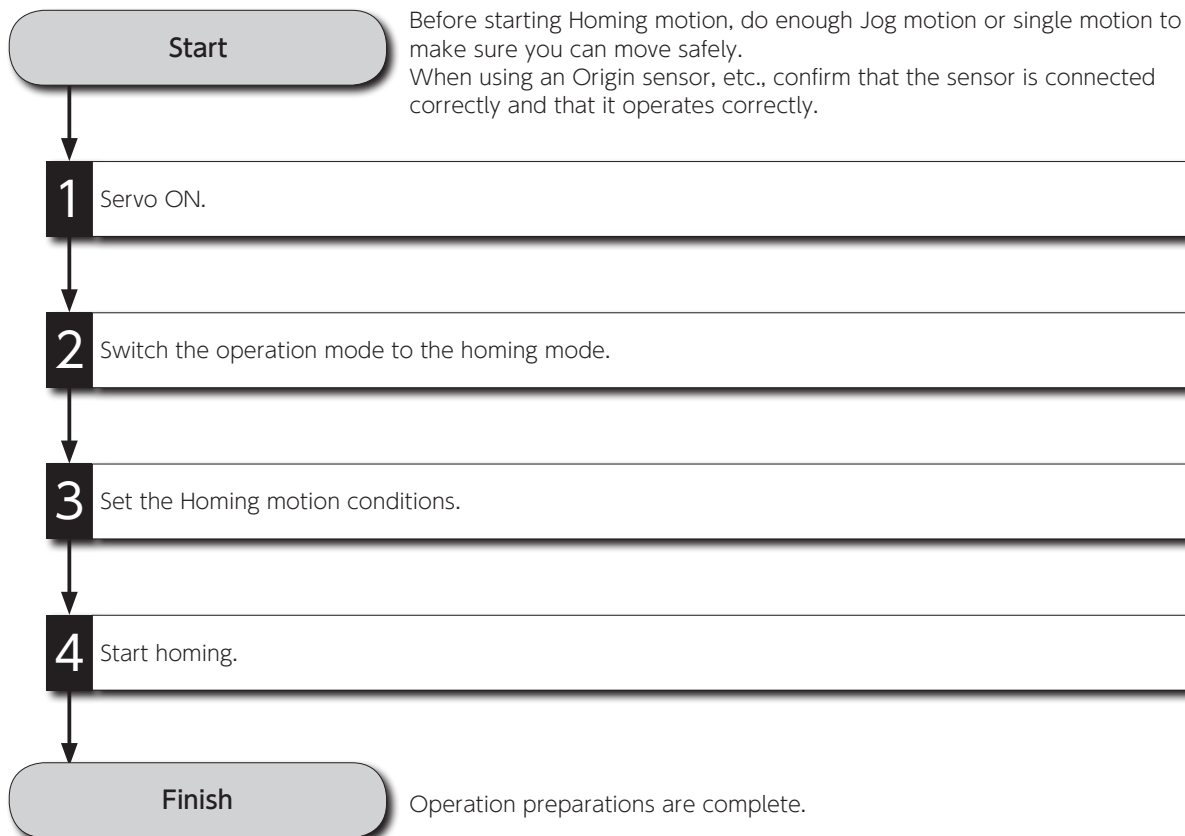 Start
Before starting Homing motion, do enough Jog motion or single motion to
make sure you can move safely.
When using an Origin sensor, etc., confirm that the sensor is connected
correctly and that it operates correctly.
1 Servo ON.
2 Switch the operation mode to the homing mode.
3 Set the Homing motion conditions.
4 Start homing.
Finish
Operation preparations are complete.